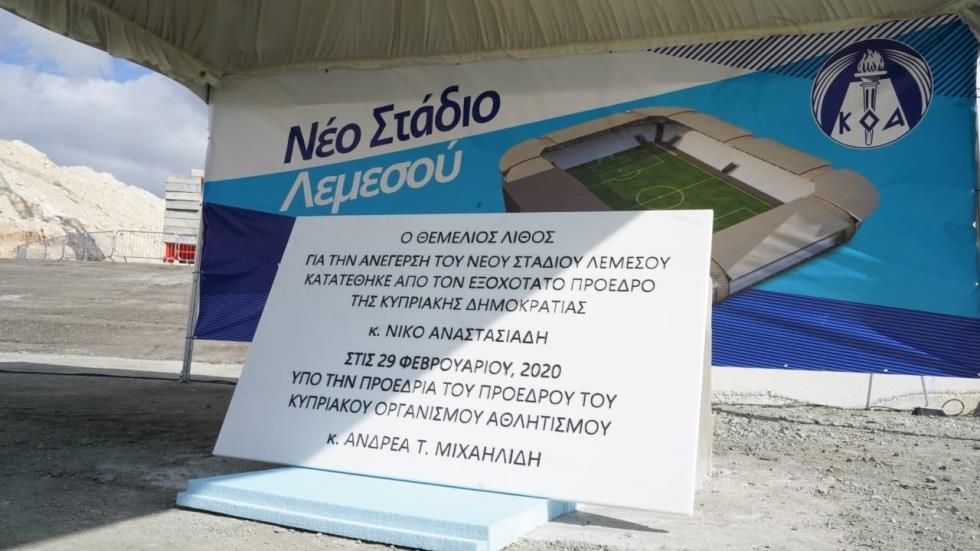 Νέο Στάδιο
Λεμεσού
ΚΟΑ
Ο ΘΕΜΕΛΙΟΣ ΛΙΘΟΣ
ΓΙΑ ΤΗΝ ΑΝΕΓΕΡΣΗ ΤΟΥ ΝΕΟΥ ΣΤΑΔΙΟΥ ΛΕΜΕΣΟΥ
ΚΑΤΑΤΕΘΗΚΕ ΑΠΟ ΤΟΝ ΕΞΟΧΟΤΑΤΟ ΠΡΟΕΔΡΟ
ΤΗΣ ΚΥΠΡΙΑΚΗΣ ΔΗΜΟΚΡΑΤΙΑΣ
κ. ΝΙΚΟ ΑΝΑΣΤΑΣΙΑΔΗ
ΣΤΙΣ 29 ΦΕΒΡΟΥΑΡΙΟΥ, 2020
ΥΠΟ ΤΗΝ ΠΡΟΕΔΡΙΑ ΤΟΥ ΠΡΟΕΔΡΟΥ ΤΟΥ
ΚΥΠΡΙΑΚΟΥ ΟΡΓΑΝΙΣΜΟΥ ΑΘΛΗΤΙΣΜΟΥ
κ. ΑΝΔΡΕΑ Τ. ΜΙΧΑΗΛΙΔΗ